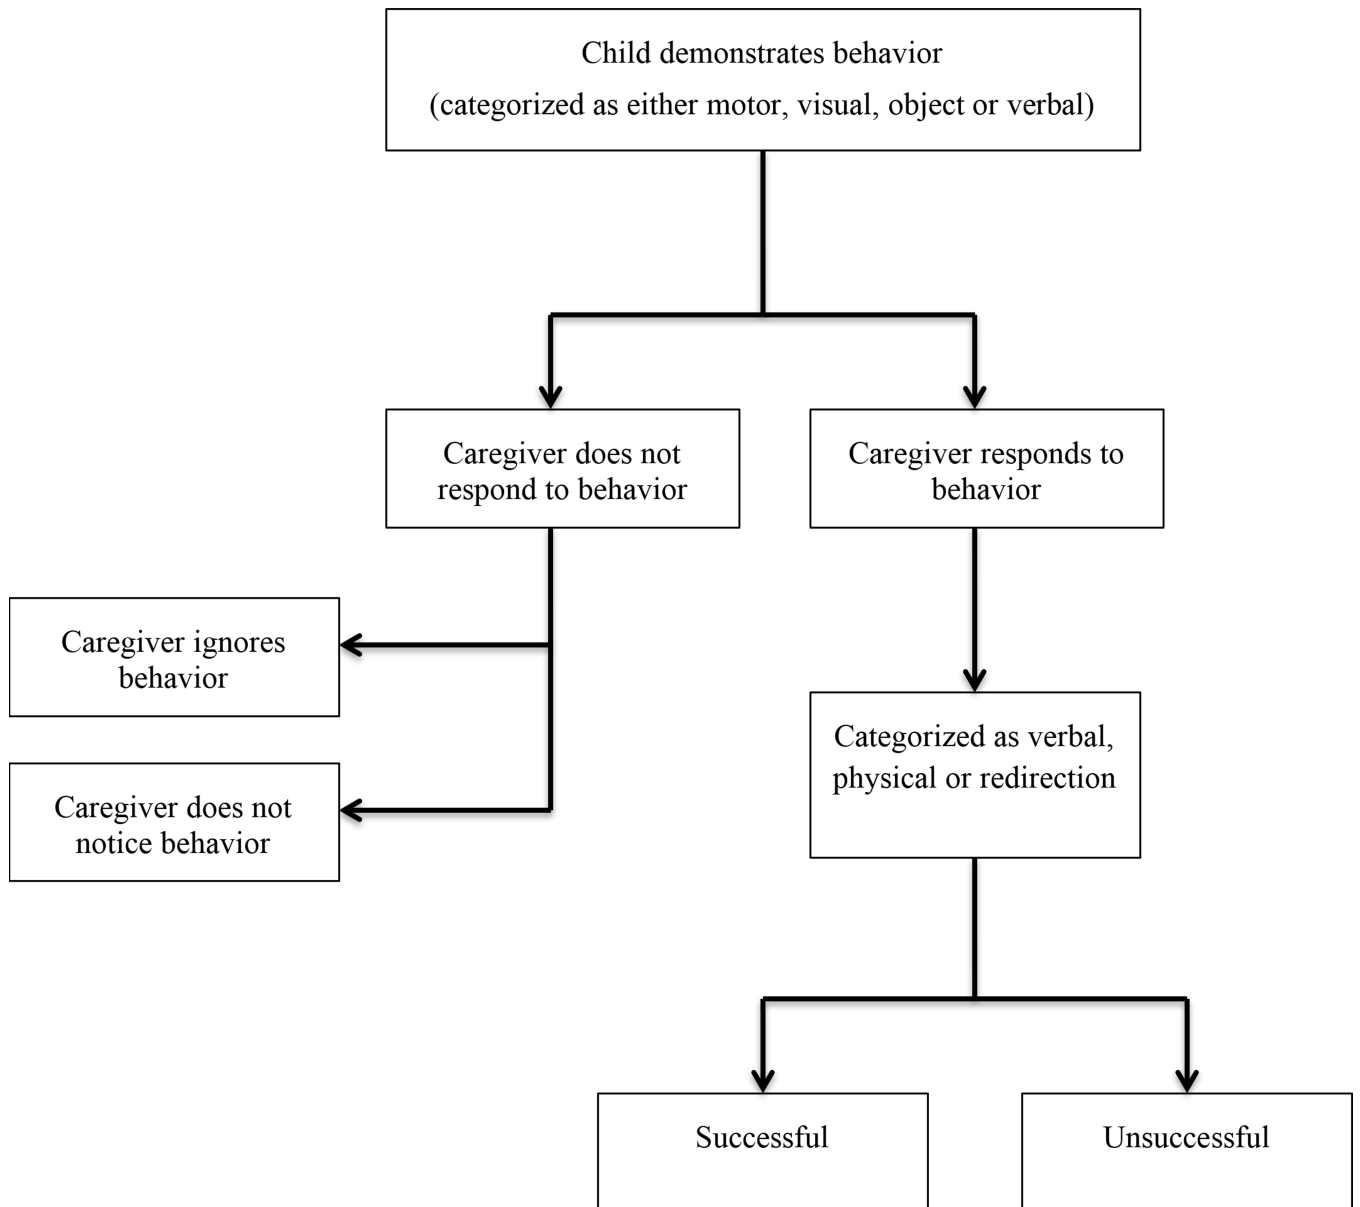 Child demonstrates behavior
(categorized as either motor, visual, object or verbal)
Caregiver does not
respond to behavior
Caregiver responds to
behavior
Caregiver ignores
behavior
Caregiver does not
notice behavior
Categorized as verbal,
physical or redirection
Successful
Unsuccessful